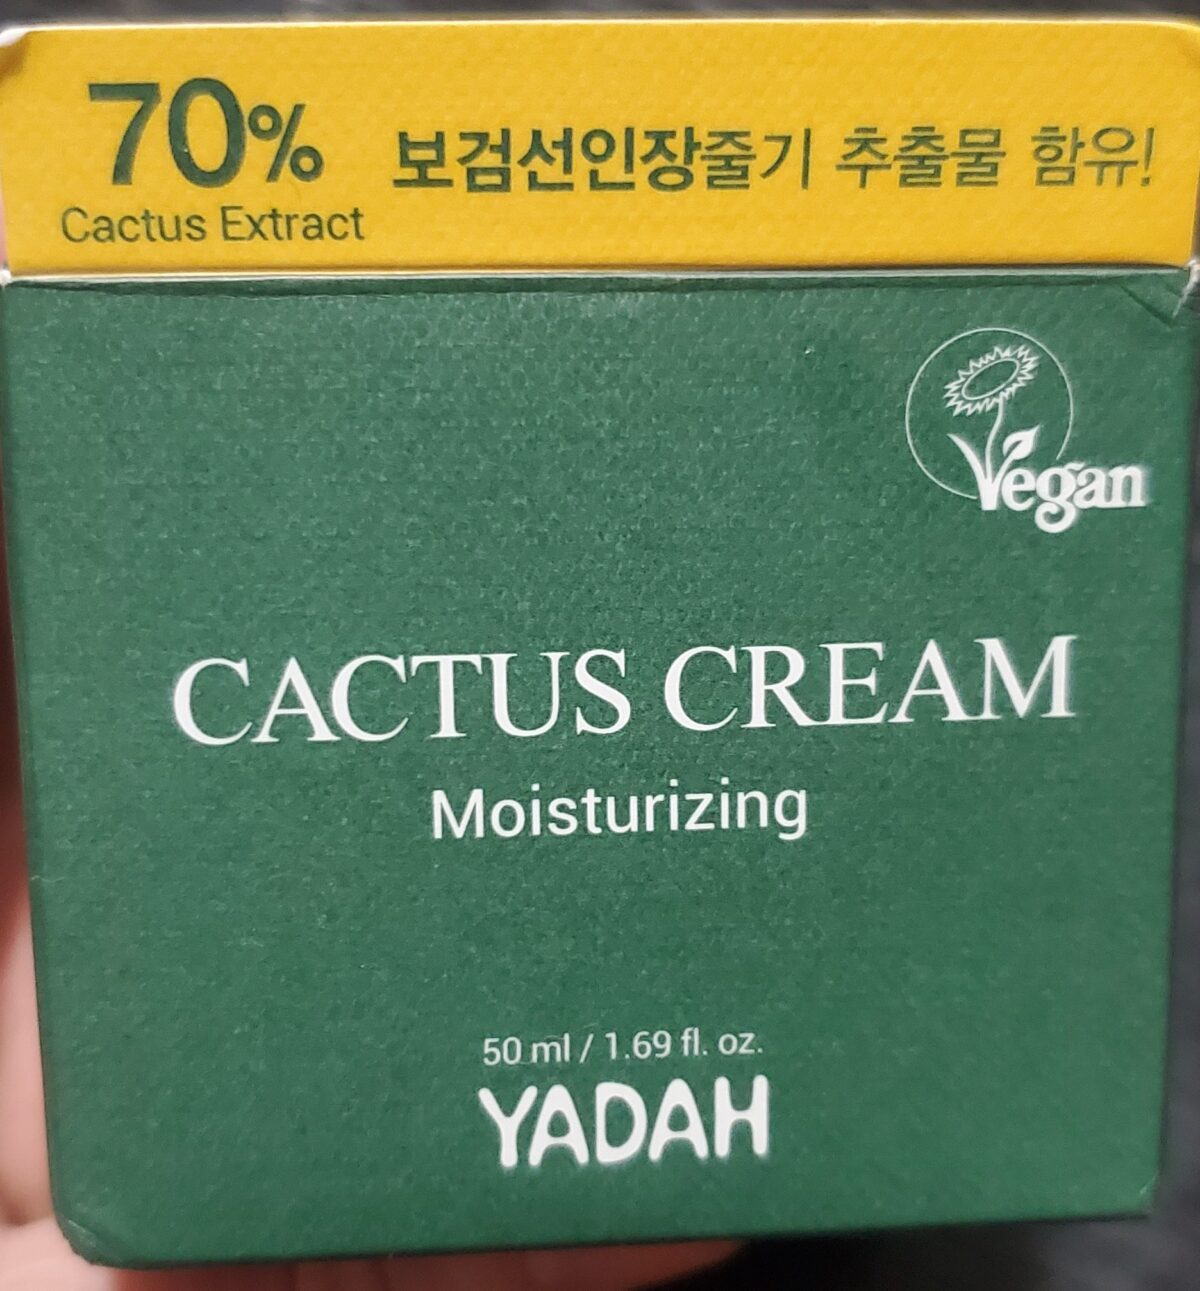 70% 보검선인장줄기 추출물 함유!
Cactus Extract
Vegan
CACTUS CREAM
Moisturizing
50 ml / 1.69 fl. oz.
YADAH